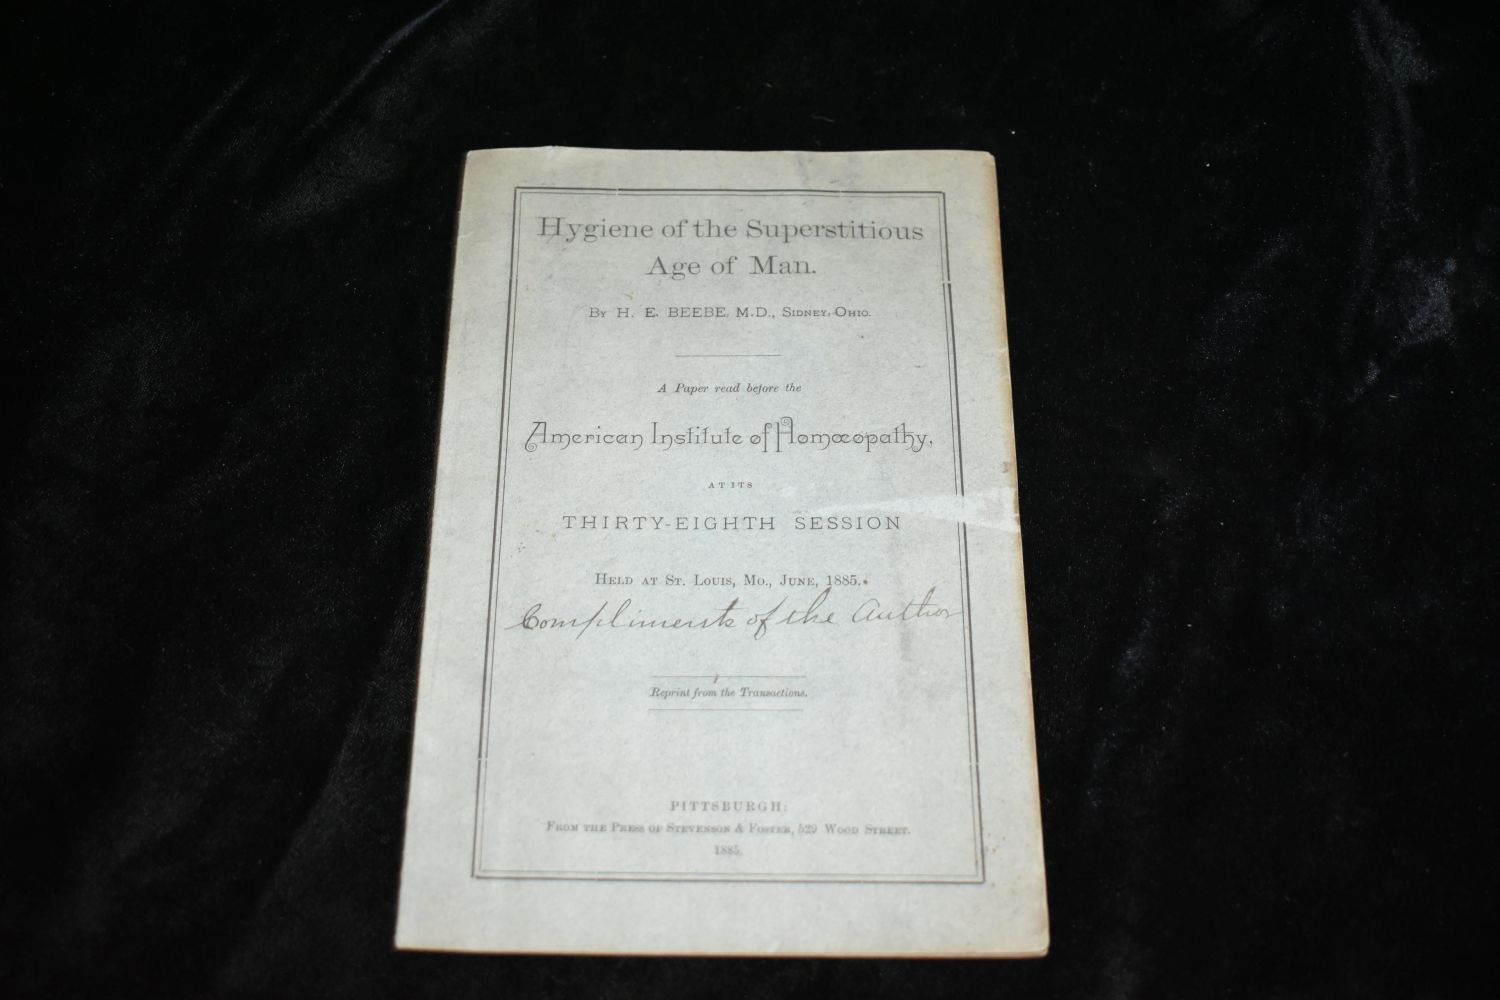 Hygiene of the Superstitious
Age of Man.
By H. E. BEEBE, M.D., Sidney, Ohio.
A Paper read before the
American Institute of Homœopathy,
AT ITS
THIRTY-EIGHTH SESSION
Held at St. Louis, Mo., June, 1885.
Compliments of the Author
Reprint from the Transactions.
PITTSBURGH:
From the Press of Stevenson & Foster, 529 Wood Street.
1885.